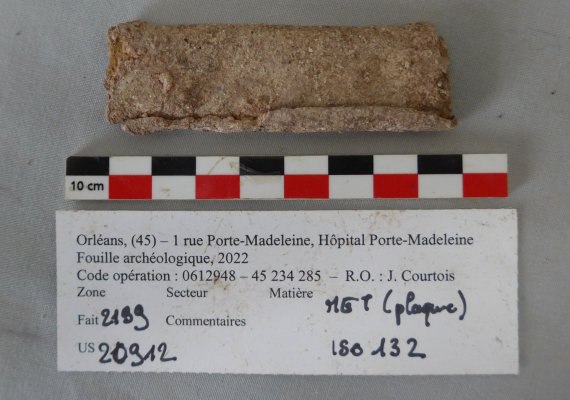 10 cm
Orléans, (45) – 1 rue Porte-Madeleine, Hôpital Porte-Madeleine
Fouille archéologique, 2022
Code opération : 0612948 – 45 234 285 – R.O. : J. Courtois
Zone Secteur Matière MET (plaque)
Fait 2199 Commentaires
US 20912 ISO 132